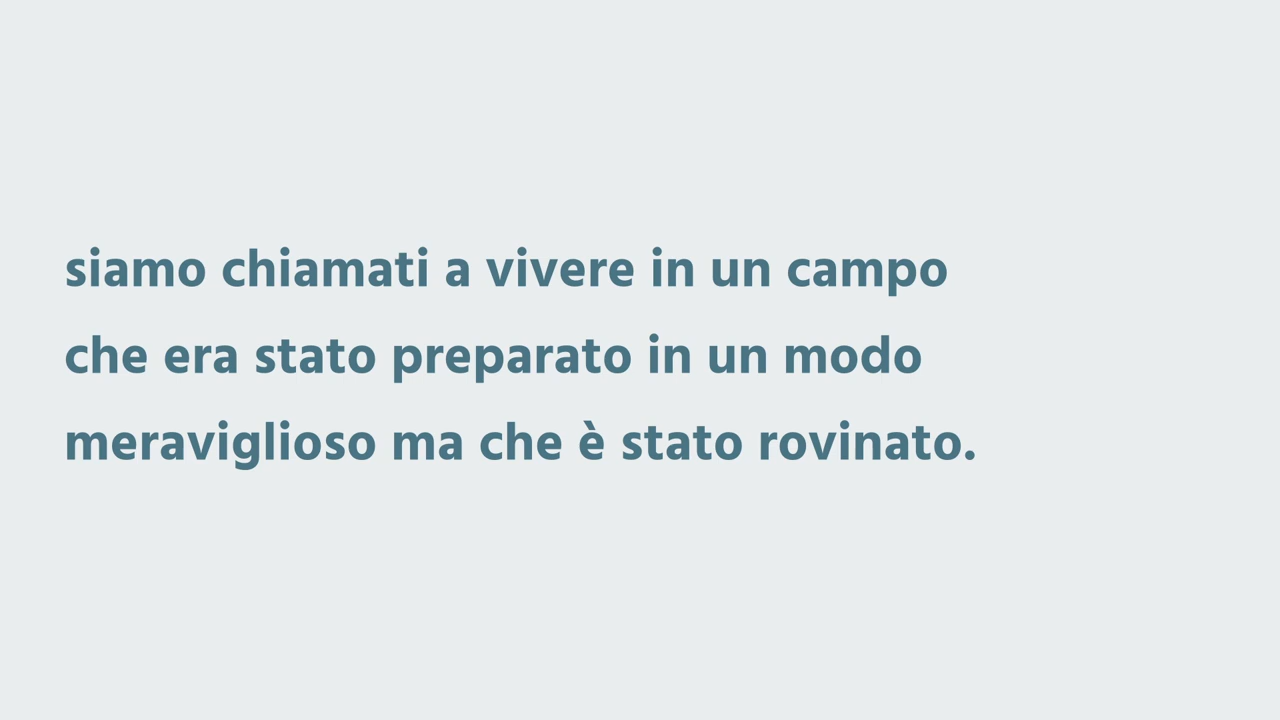 siamo chiamati a vivere in un campo
che era stato preparato in un modo
meraviglioso ma che è stato rovinato.